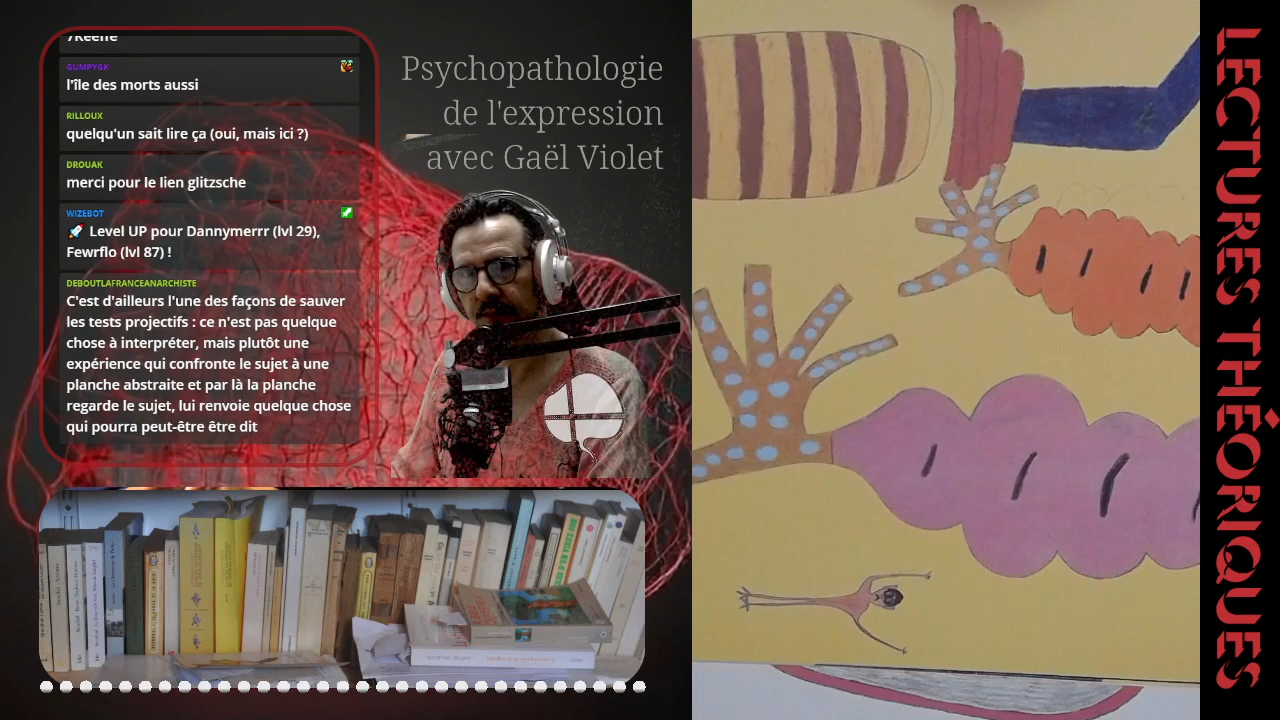 GUMPYGK
l'île des morts aussi
RILLOUX
quelqu'un sait lire ça (oui, mais ici ?)
DROUAK
merci pour le lien glitzsche
WIZEBOT
🚀 Level UP pour Dannymerrr (lvl 29),
Fewrflo (lvl 87) !
DEBOUTLAFRANCEANARCHISTE
C'est d'ailleurs l'une des façons de sauver
les tests projectifs : ce n'est pas quelque
chose à interpréter, mais plutôt une
expérience qui confronte le sujet à une
planche abstraite et par là la planche
regarde le sujet, lui renvoie quelque chose
qui pourra peut-être être dit
Psychopathologie
de l'expression
avec Gaël Violet
LECTURES THÉORIQUES